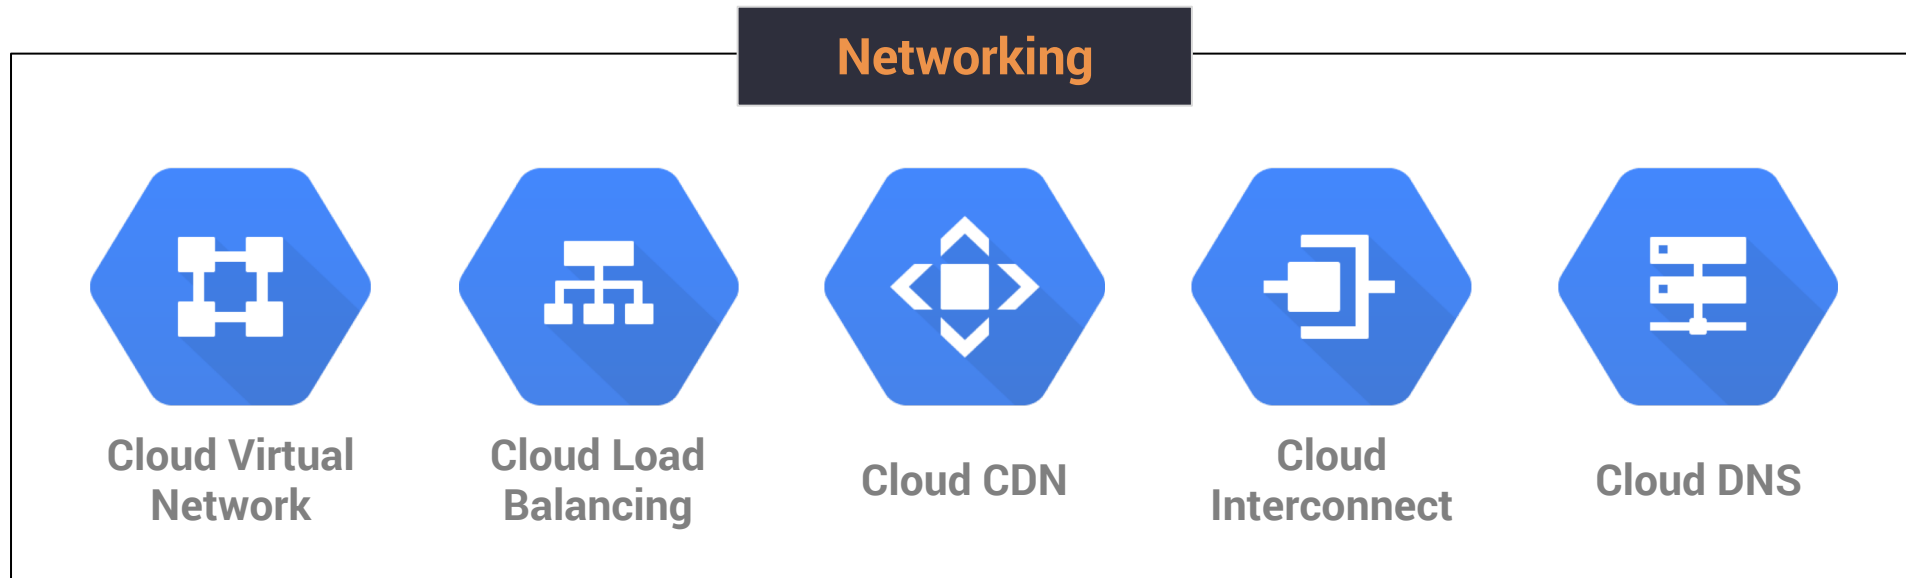 Networking
Cloud Virtual
Network
Cloud Load
Balancing
Cloud CDN
Cloud
Interconnect
Cloud DNS